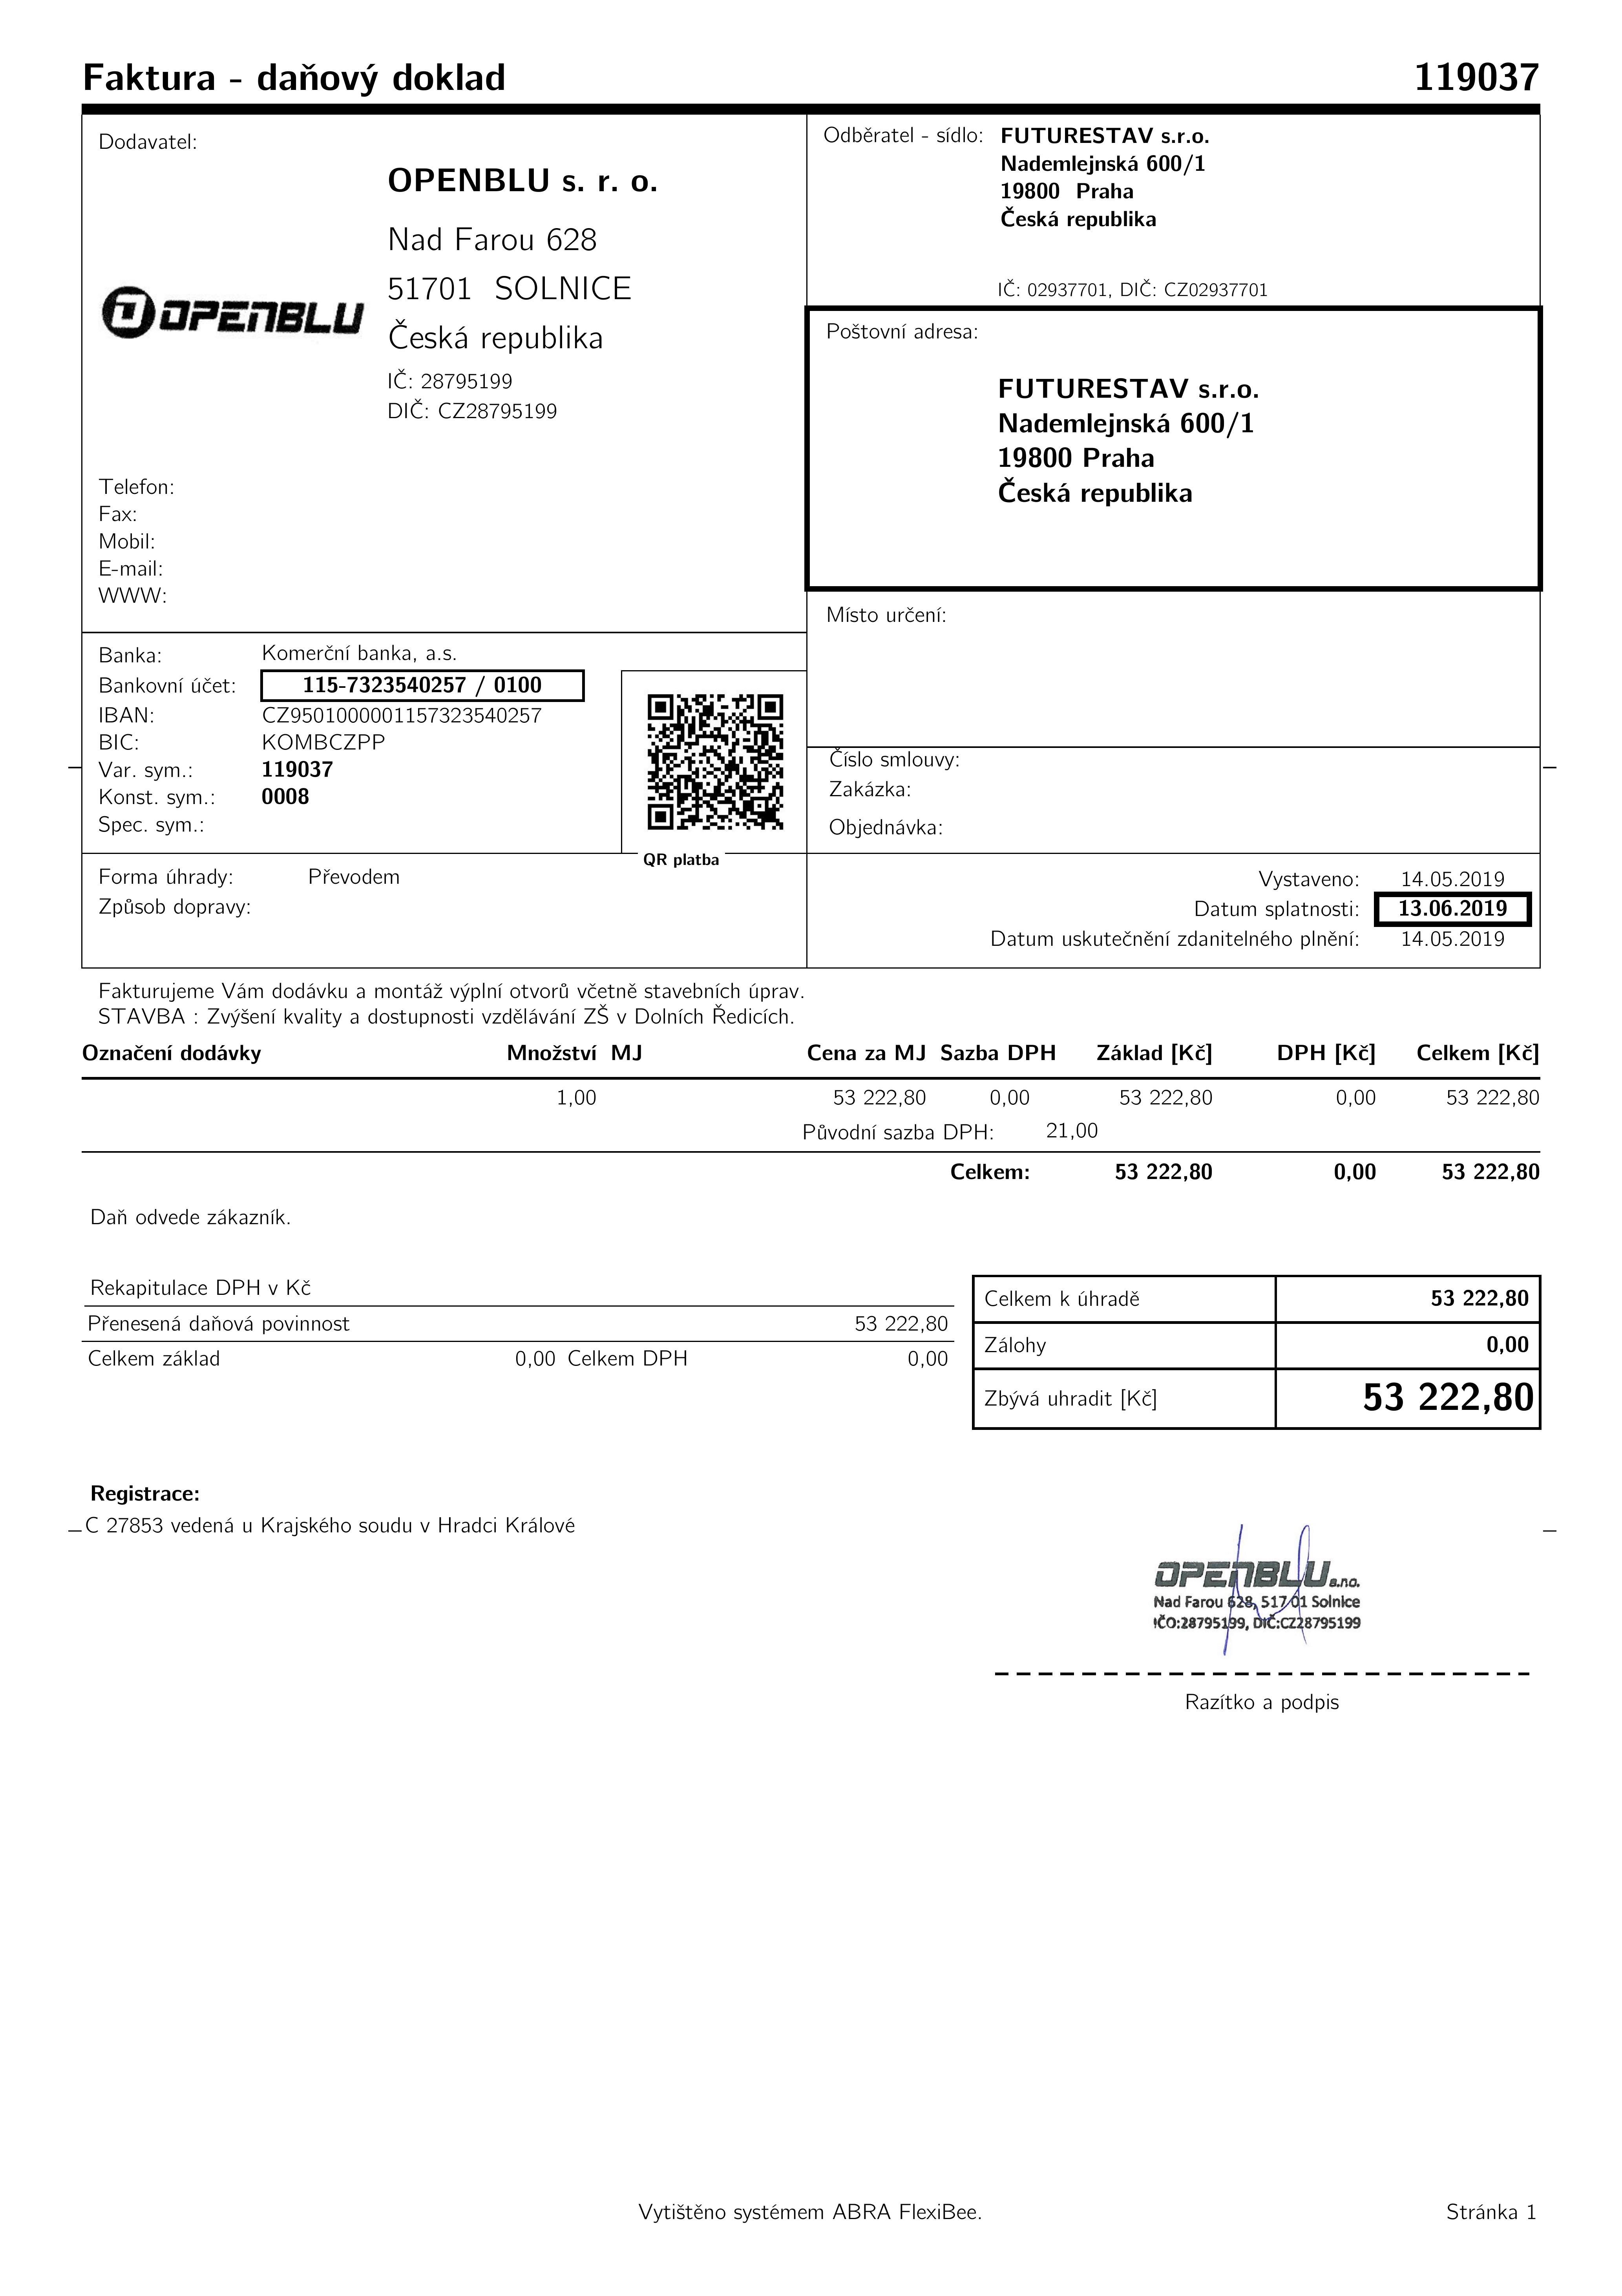 Faktura - daňový doklad 119037
Dodavatel:
OPENBLU s. r. o.
Nad Farou 628
51701 SOLNICE
Česká republika
IČ: 28795199
DIČ: CZ28795199
OPENBLU
Telefon:
Fax:
Mobil:
E-mail:
WWW:
Odběratel - sídlo: FUTURESTAV s.r.o.
Nademlejnská 600/1
19800 Praha
Česká republika
IČ: 02937701, DIČ: CZ02937701
Poštovní adresa:
FUTURESTAV s.r.o.
Nademlejnská 600/1
19800 Praha
Česká republika
Místo určení:
Banka: Komerční banka, a.s.
Bankovní účet: 115-7323540257 / 0100
IBAN: CZ9501000001157323540257
BIC: KOMBCZPP
Var. sym.: 119037
Konst. sym.: 0008
Spec. sym.:
QR platba
Číslo smlouvy:
Zakázka:
Objednávka:
Forma úhrady: Převodem
Způsob dopravy:
Vystaveno: 14.05.2019
Datum splatnosti: 13.06.2019
Datum uskutečnění zdanitelného plnění: 14.05.2019
Fakturujeme Vám dodávku a montáž výplní otvorů včetně stavebních úprav.
STAVBA : Zvýšení kvality a dostupnosti vzdělávání ZŠ v Dolních Ředicích.
Označení dodávky Množství MJ Cena za MJ Sazba DPH Základ [Kč] DPH [Kč] Celkem [Kč]
1,00 53 222,80 0,00 53 222,80 0,00 53 222,80
Původní sazba DPH: 21,00
Celkem: 53 222,80 0,00 53 222,80
Daň odvede zákazník.
Rekapitulace DPH v Kč
Přenesená daňová povinnost 53 222,80
Celkem základ 0,00 Celkem DPH 0,00
Celkem k úhradě 53 222,80
Zálohy 0,00
Zbývá uhradit [Kč] 53 222,80
Registrace:
C 27853 vedená u Krajského soudu v Hradci Králové
OPENBLU s.r.o.
Nad Farou 628, 517 01 Solnice
IČO:28795199, DIČ:CZ28795199
Razítko a podpis
Vytištěno systémem ABRA FlexiBee. Stránka 1